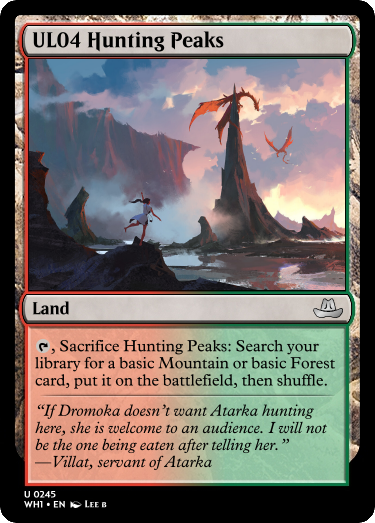 UL04 Hunting Peaks
Land
, Sacrifice Hunting Peaks: Search your
library for a basic Mountain or basic Forest
card, put it on the battlefield, then shuffle.
“If Dromoka doesn’t want Atarka hunting
here, she is welcome to an audience. I will not
be the one being eaten after telling her.”
—Villat, servant of Atarka
U 0245
WH1 • EN Lee B